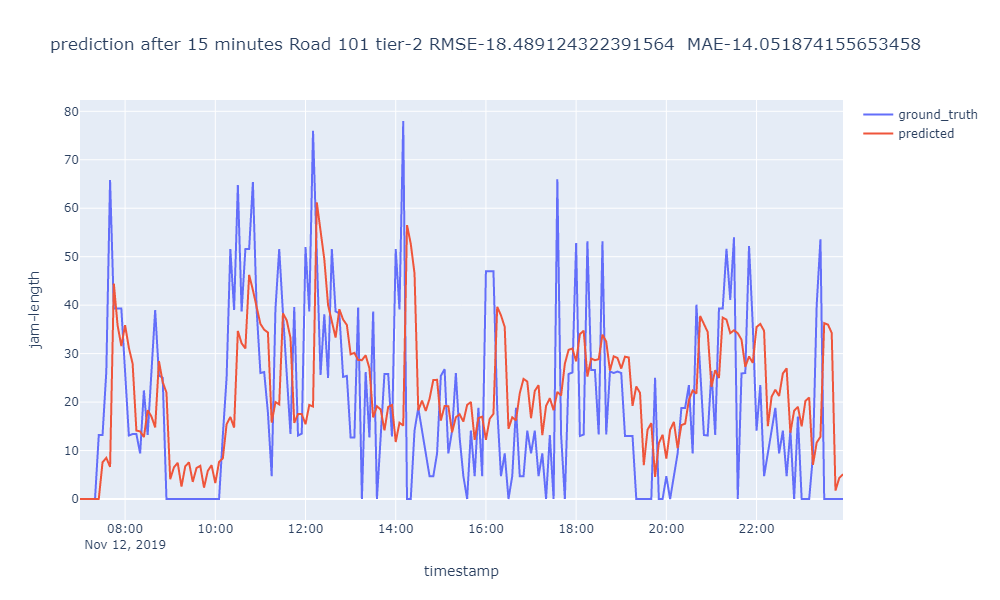 prediction after 15 minutes Road 101 tier-2 RMSE-18.489124322391564 MAE-14.051874155653458
ground_truth
predicted
jam-length
80
70
60
50
40
30
20
10
0
08:00 10:00 12:00 14:00 16:00 18:00 20:00 22:00
Nov 12, 2019
timestamp